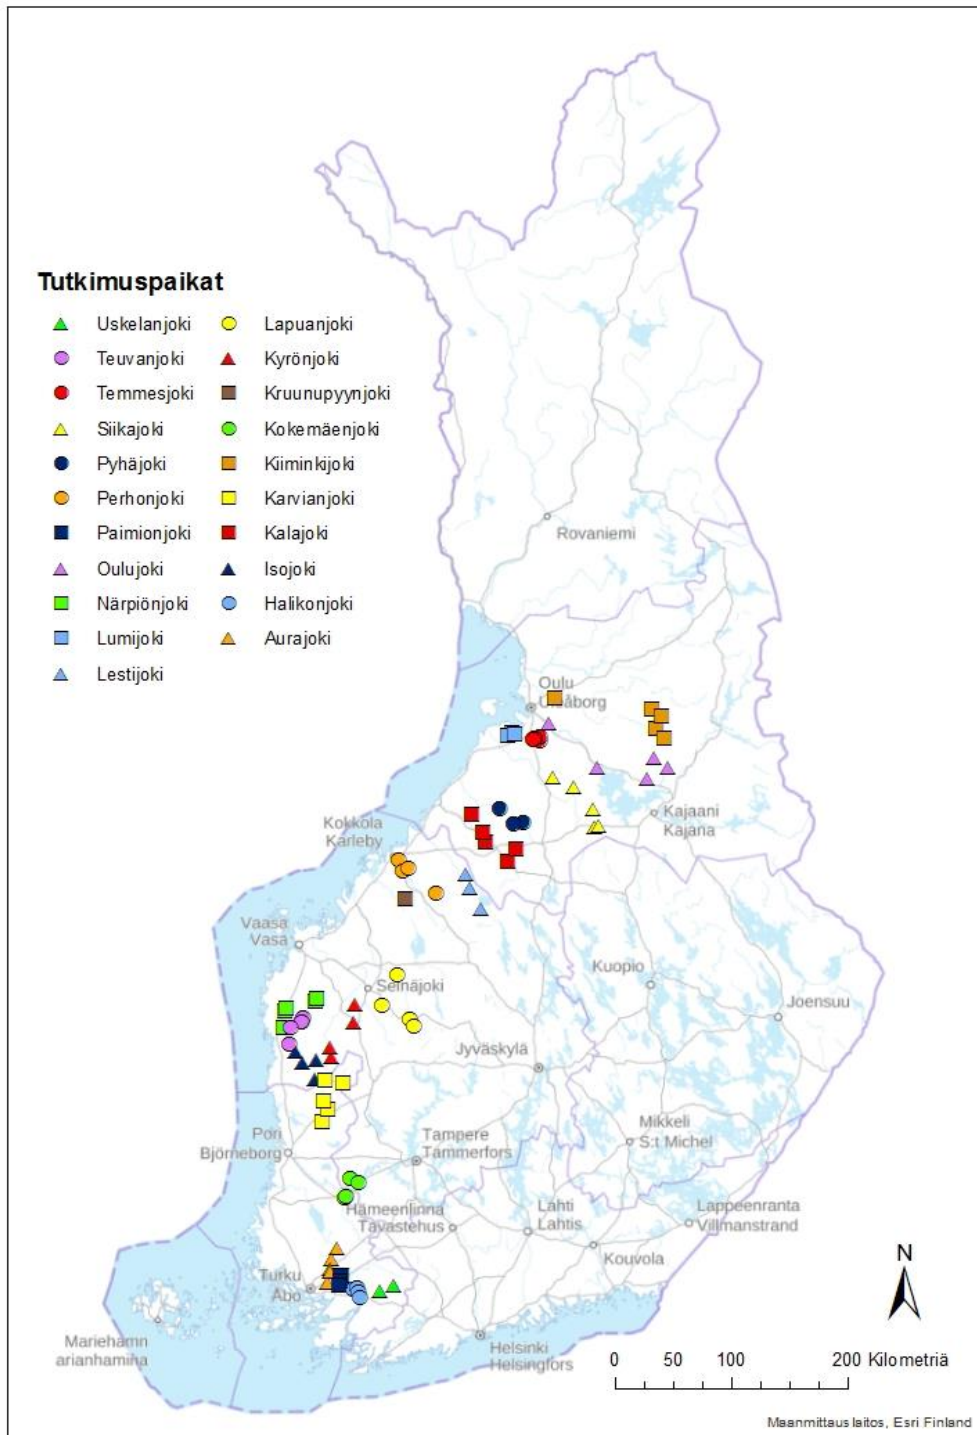 Tutkimuspaikat
Uskelanjoki
Teuvanjoki
Temmesjoki
Siikajoki
Pyhäjoki
Perhonjoki
Paimionjoki
Oulujoki
Närpiönjoki
Lumijoki
Lestijoki
Lapuanjoki
Kyrönjoki
Kruunupyynjoki
Kokemäenjoki
Kiiminkijoki
Karvianjoki
Kalajoki
Isojoki
Halikonjoki
Aurajoki
Rovaniemi
Oulu
Uleåborg
Kajaani
Kajana
Kokkola
Karleby
Vaasa
Vasa
Seinäjoki
Kuopio
Joensuu
Jyväskylä
Mikkeli
S:t Michel
Pori
Björneborg
Tampere
Tammerfors
Hämeenlinna
Tavastehus
Lahti
Lahtis
Lappeenranta
Villmanstrand
Kouvola
Turku
Åbo
Mariehamn
arianhamina
Helsinki
Helsingfors
N
0 50 100 200 Kilometriä
Maanmittauslaitos, Esri Finland